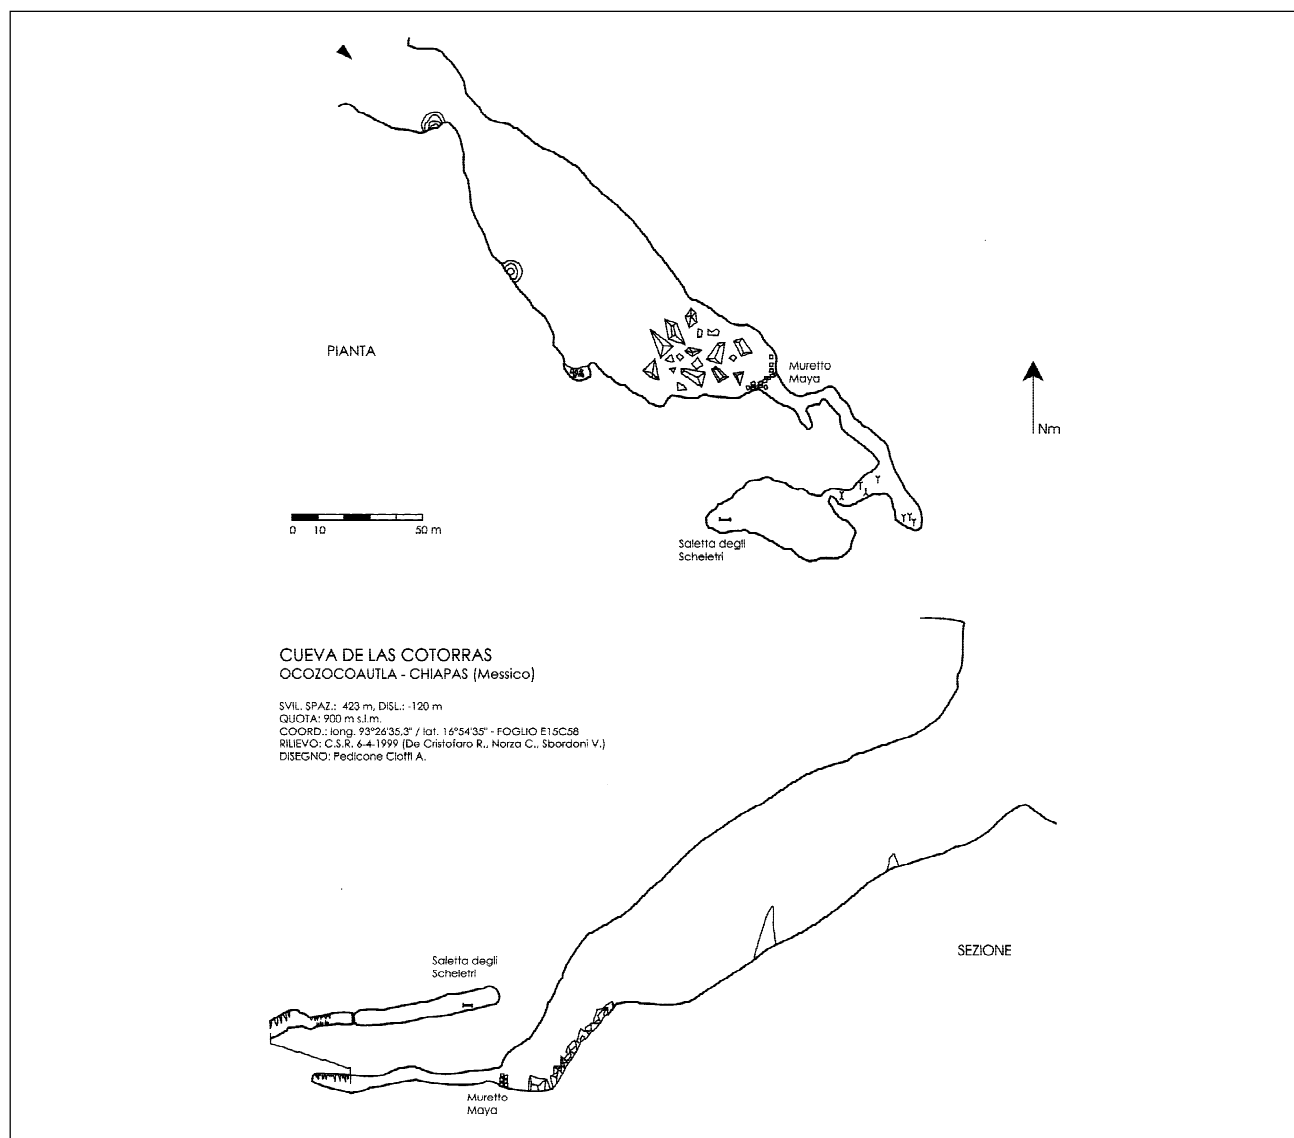 PIANTA
Muretto
Maya
Nm
0 10 50 m
Saletta degli
Scheletri
CUEVA DE LAS COTORRAS
OCOZOCOAUTLA - CHIAPAS (Messico)
SVIL. SPAZ.: 423 m, DISL.: -120 m
QUOTA: 900 m s.l.m.
COORD.: long. 93°26'35,3" / lat. 16°54'35" - FOGLIO E15C58
RILIEVO: C.S.R. 6-4-1999 (De Cristofaro R., Norza C., Sbordoni V.)
DISEGNO: Pedicone Cioffi A.
SEZIONE
Saletta degli
Scheletri
Muretto
Maya